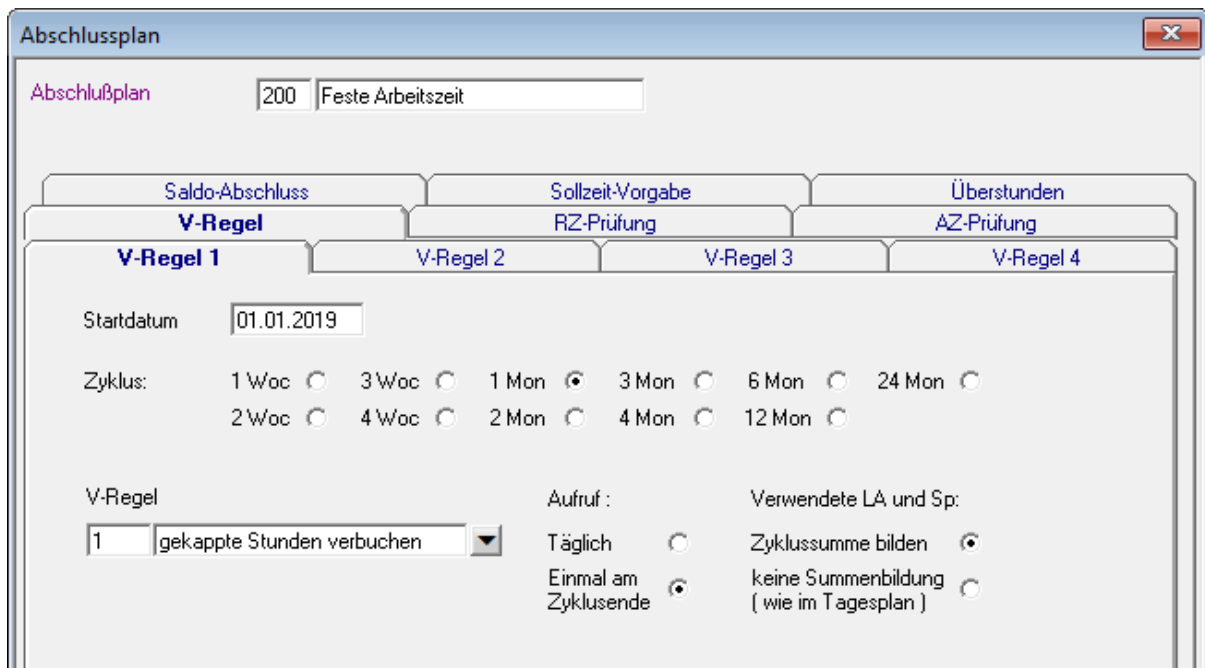 Abschlussplan
Abschlußplan 200 Feste Arbeitszeit
Saldo-Abschluss Sollzeit-Vorgabe Überstunden
V-Regel RZ-Prüfung AZ-Prüfung
V-Regel 1 V-Regel 2 V-Regel 3 V-Regel 4
Startdatum 01.01.2019
Zyklus: 1 Woc 3 Woc 1 Mon 3 Mon 6 Mon 24 Mon
2 Woc 4 Woc 2 Mon 4 Mon 12 Mon
V-Regel Aufruf : Verwendete LA und Sp:
1 gekappte Stunden verbuchen Täglich Zyklussumme bilden
Einmal am keine Summenbildung
Zyklusende ( wie im Tagesplan )